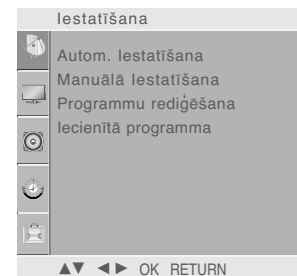 Iestatīšana
Autom. Iestatīšana
Manuālā Iestatīšana
Programmu rediģēšana
Iecienītā programma
▲▼ ◄► OK RETURN